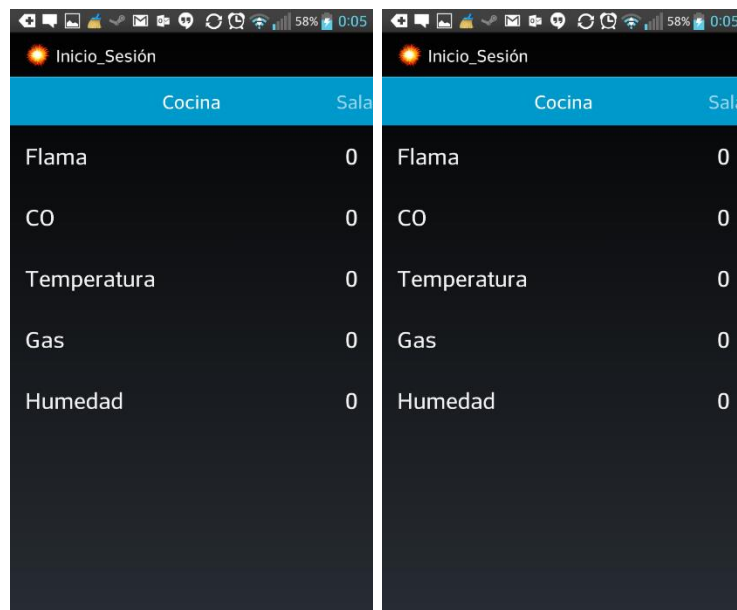 58% 0:05
Inicio_Sesión
Cocina Sala
Flama 0
CO 0
Temperatura 0
Gas 0
Humedad 0
58% 0:05
Inicio_Sesión
Cocina Sala
Flama 0
CO 0
Temperatura 0
Gas 0
Humedad 0